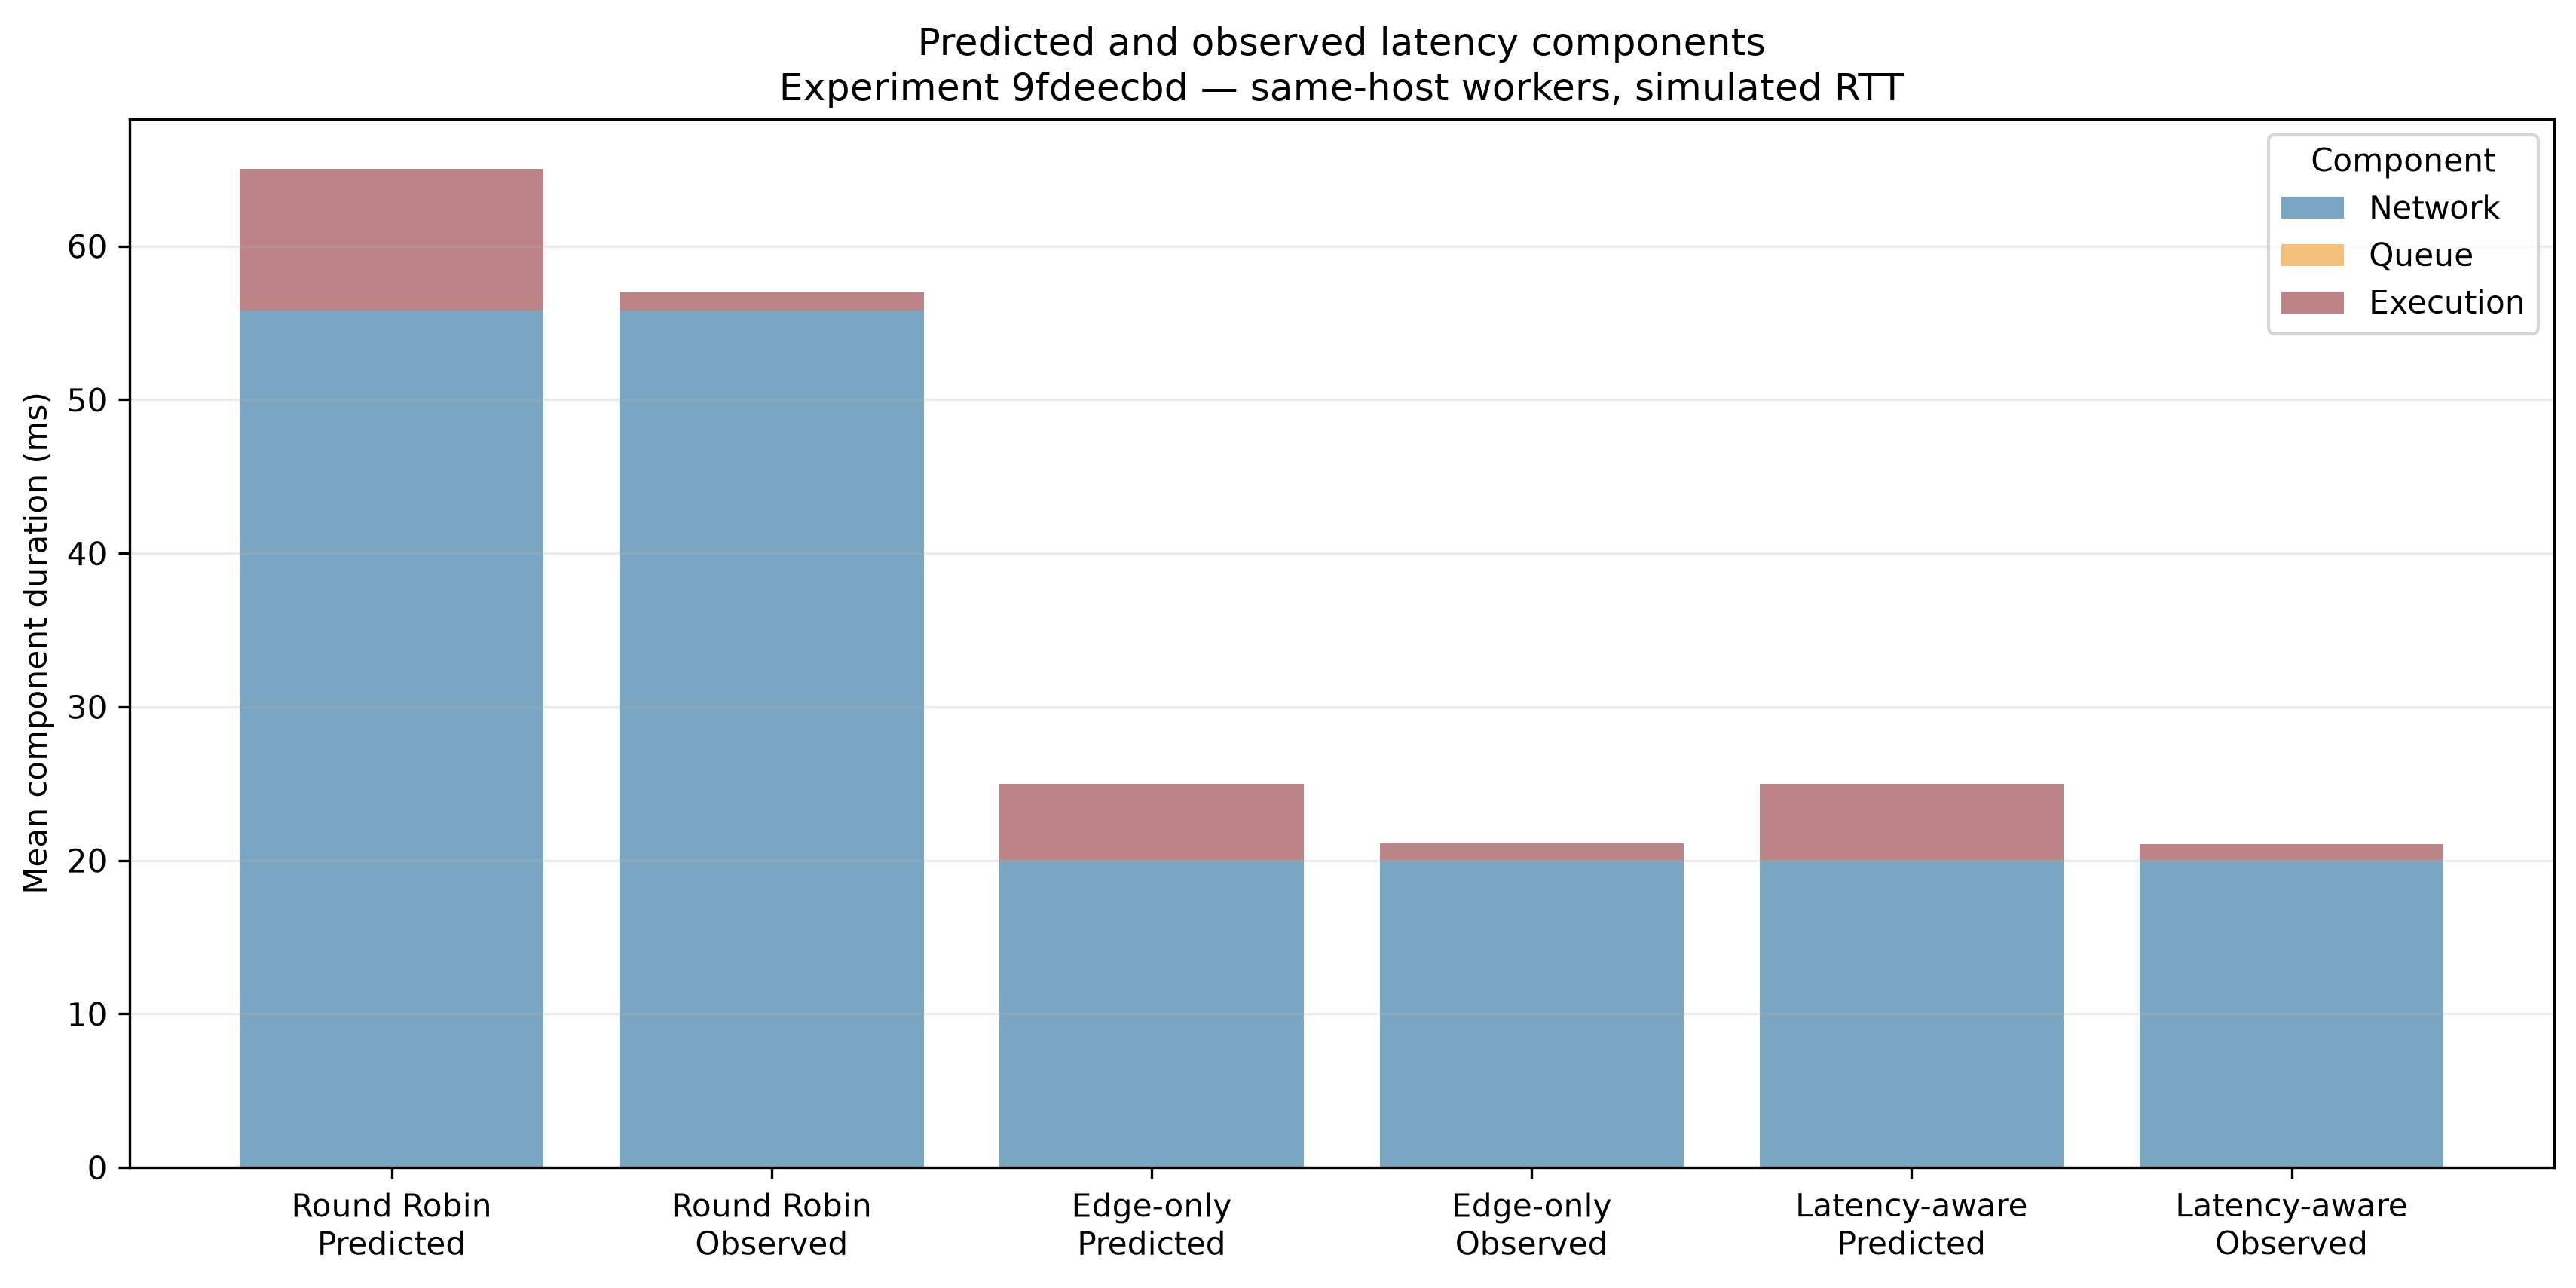 Predicted and observed latency components
Experiment 9fdeecbd — same-host workers, simulated RTT
Component
Network
Queue
Execution
Mean component duration (ms)
60
50
40
30
20
10
0
Round Robin
Predicted
Round Robin
Observed
Edge-only
Predicted
Edge-only
Observed
Latency-aware
Predicted
Latency-aware
Observed